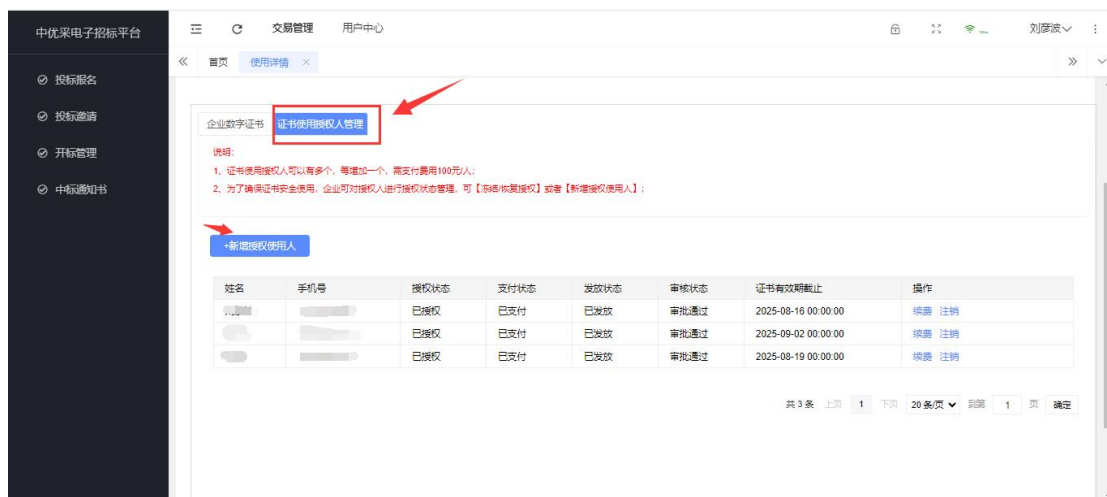 中优采电子招标平台
交易管理 用户中心 刘彦波
首页 使用详情
投标报名
投标邀请
开标管理
中标通知书
企业数字证书 证书使用授权人管理
说明:
1、证书使用授权人可以有多个，每增加一个，需支付费用100元/人;
2、为了确保证书安全使用，企业可对授权人进行授权状态管理，可【冻结/恢复授权】或者【新增授权使用人】;
+新增授权使用人
姓名 手机号 授权状态 支付状态 发放状态 审核状态 证书有效期截止 操作
已授权 已支付 已发放 审批通过 2025-08-16 00:00:00 续费 注销
已授权 已支付 已发放 审批通过 2025-09-02 00:00:00 续费 注销
已授权 已支付 已发放 审批通过 2025-08-19 00:00:00 续费 注销
共 3 条 上页 1 下页 20 条/页 到第 1 页 确定